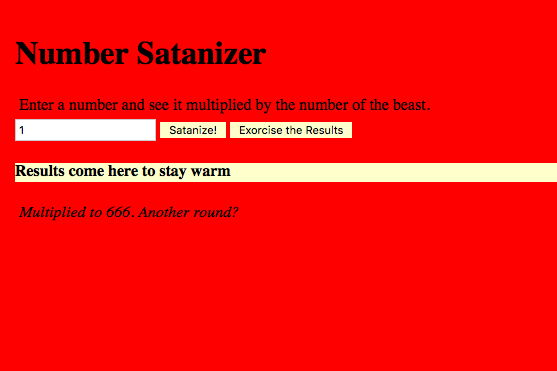 Number Satanizer
Enter a number and see it multiplied by the number of the beast.
1 Satanize! Exorcise the Results
Results come here to stay warm
Multiplied to 666. Another round?